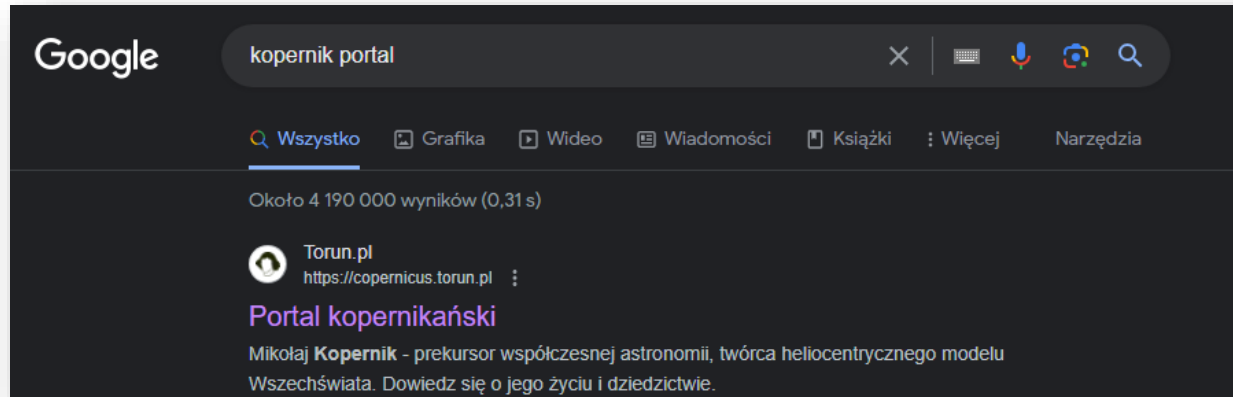 Google
kopernik portal
Wszystko Grafika Wideo Wiadomości Książki Więcej Narzędzia
Około 4 190 000 wyników (0,31 s)
Torun.pl
https://copernicus.torun.pl
Portal kopernikański
Mikołaj Kopernik - prekursor współczesnej astronomii, twórca heliocentrycznego modelu
Wszechświata. Dowiedz się o jego życiu i dziedzictwie.